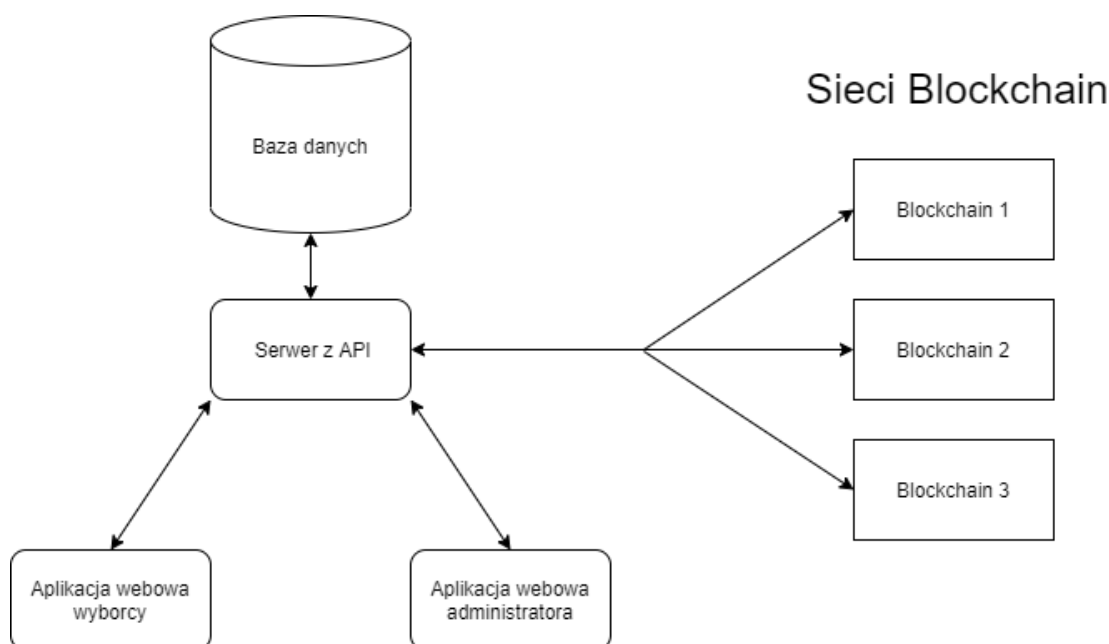 Sieci Blockchain
Baza danych
Blockchain 1
Serwer z API
Blockchain 2
Blockchain 3
Aplikacja webowa
wyborcy
Aplikacja webowa
administratora